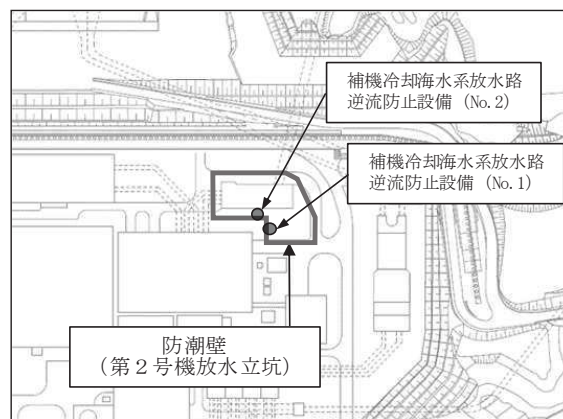 補機冷却海水系放水路
逆流防止設備（No.2）
補機冷却海水系放水路
逆流防止設備（No.1）
防潮壁
（第２号機放水立坑）